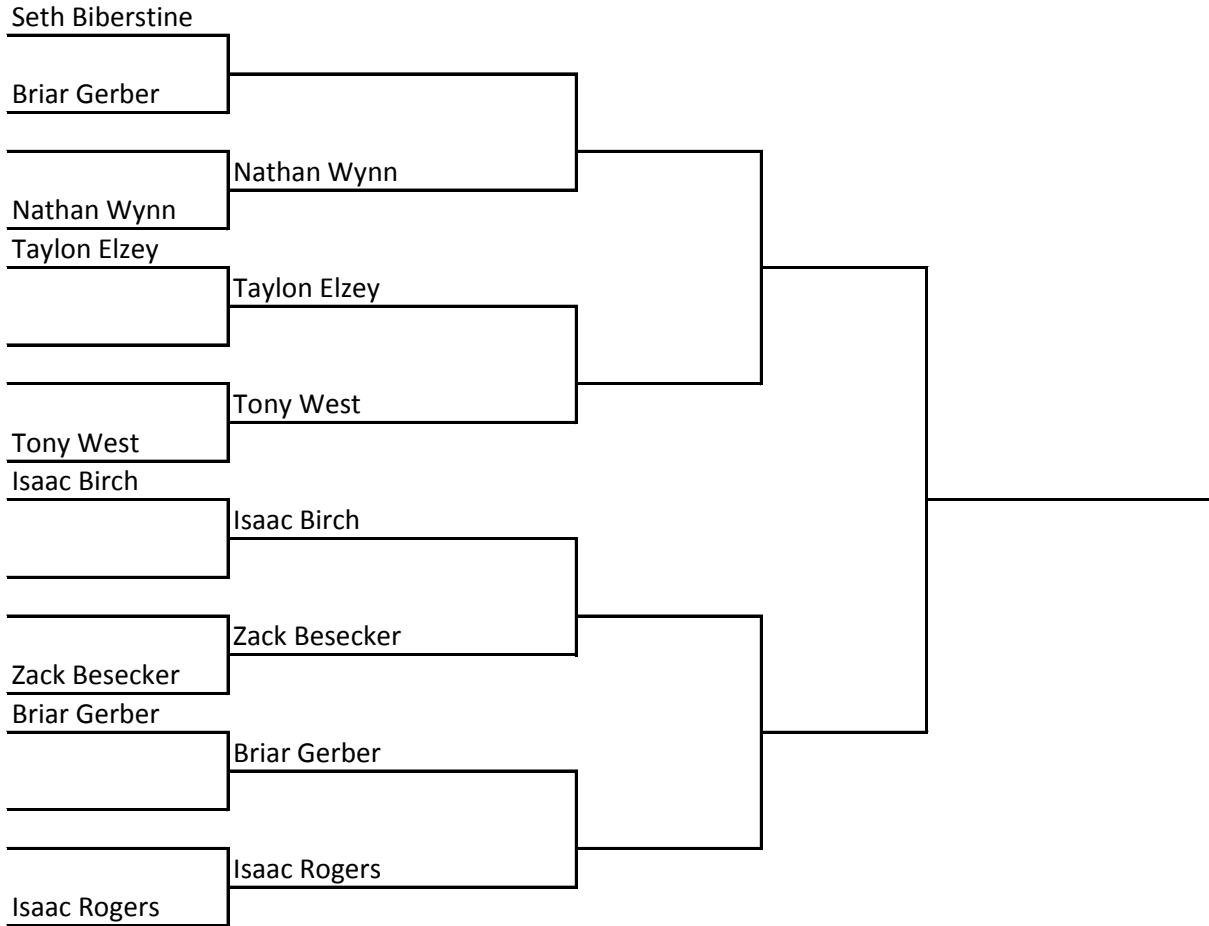 Seth Biberstine
Briar Gerber
Nathan Wynn
Nathan Wynn
Taylon Elzey
Taylon Elzey
Tony West
Tony West
Isaac Birch
Isaac Birch
Zack Besecker
Zack Besecker
Briar Gerber
Briar Gerber
Isaac Rogers
Isaac Rogers